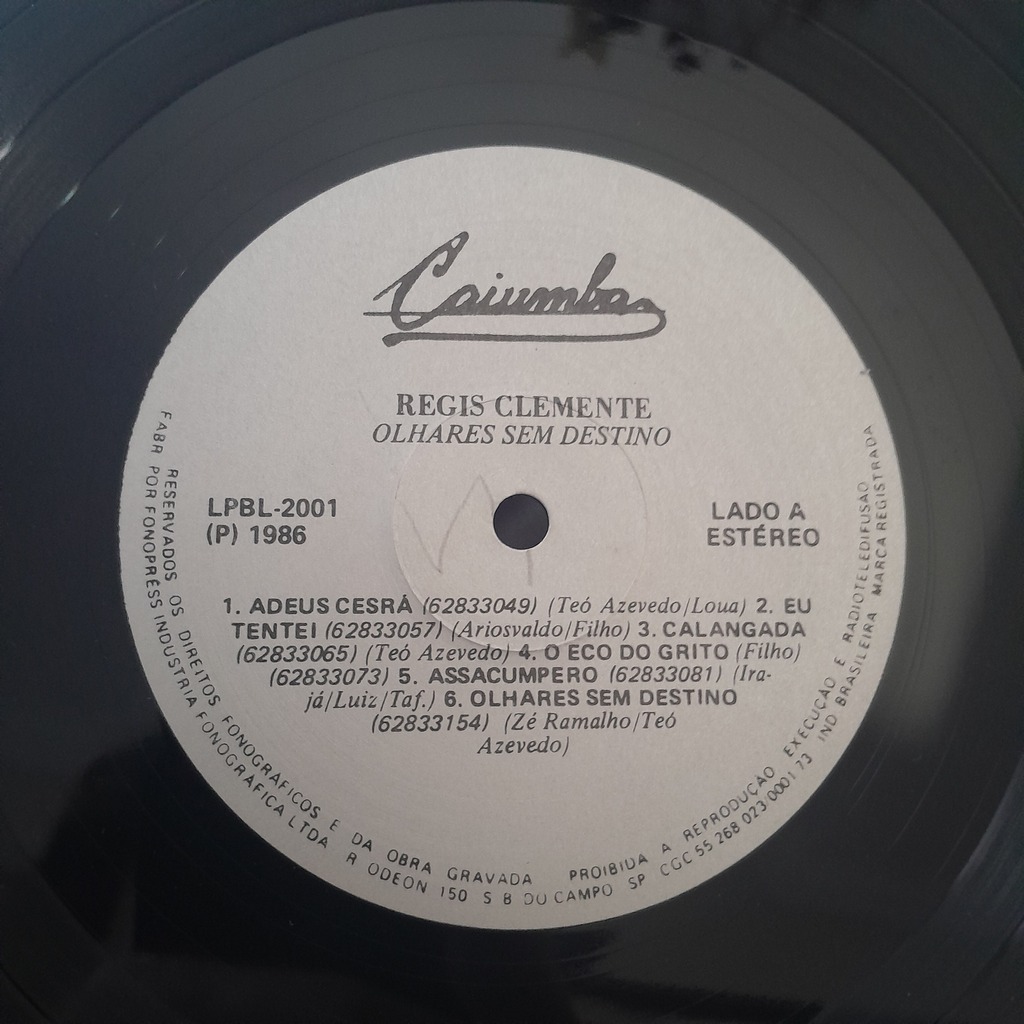 Caiumba
REGIS CLEMENTE
OLHARES SEM DESTINO
LPBL-2001
(P) 1986
LADO A
ESTÉREO
1. ADEUS CESRÁ (62833049) (Teó Azevedo/Loua) 2. EU
TENTEI (62833057) (Ariosvaldo/Filho) 3. CALANGADA
(62833065) (Teó Azevedo) 4. O ECO DO GRITO (Filho)
(62833073) 5. ASSACUMPERO (62833081) (Ira-
já/Luiz/Taf.) 6. OLHARES SEM DESTINO
(62833154) (Zé Ramalho/Teó
Azevedo)
RESERVADOS OS DIREITOS FONOGRAFICOS E DA OBRA GRAVADA PROIBIDA A REPRODUÇÃO EXECUÇÃO E RADIOTELEDIFUSÃO
FABR POR FONOPRESS INDUSTRIA FONOGRAFICA LTDA R ODEON 150 S B DO CAMPO SP CGC 55 268 023/0001 73 IND BRASILEIRA MARCA REGISTRADA